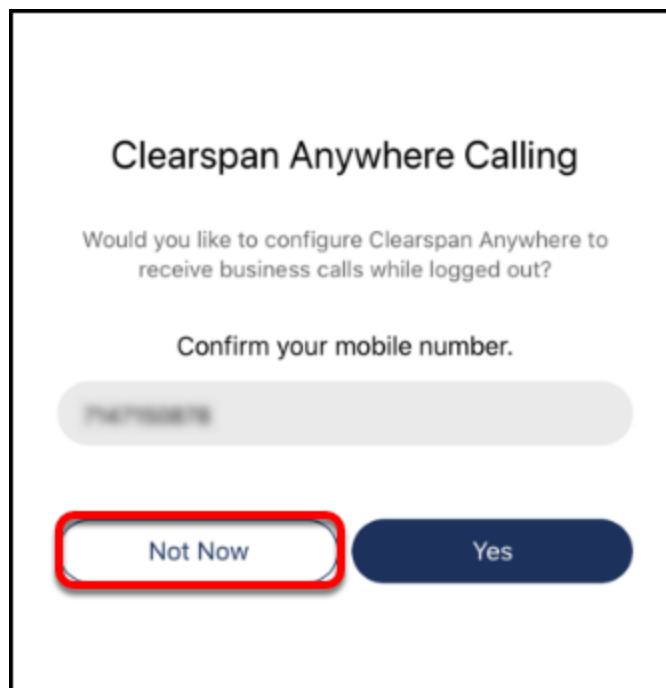 Clearspan Anywhere Calling
Would you like to configure Clearspan Anywhere to
receive business calls while logged out?
Confirm your mobile number.
Not Now
Yes